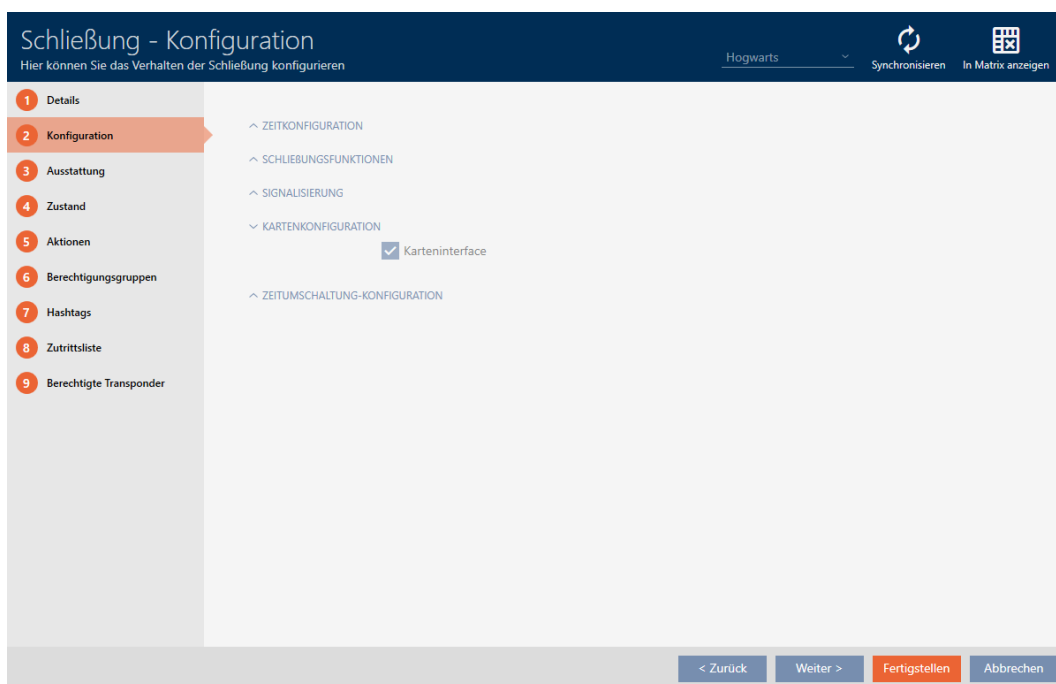 Schließung - Konfiguration
Hier können Sie das Verhalten der Schließung konfigurieren
Hogwarts
Synchronisieren
In Matrix anzeigen
1 Details
2 Konfiguration
3 Ausstattung
4 Zustand
5 Aktionen
6 Berechtigungsgruppen
7 Hashtags
8 Zutrittsliste
9 Berechtigte Transponder
ZEITKONFIGURATION
SCHLIEßUNGSFUNKTIONEN
SIGNALISIERUNG
KARTENKONFIGURATION
Karteninterface
ZEITUMSCHALTUNG-KONFIGURATION
< Zurück
Weiter >
Fertigstellen
Abbrechen